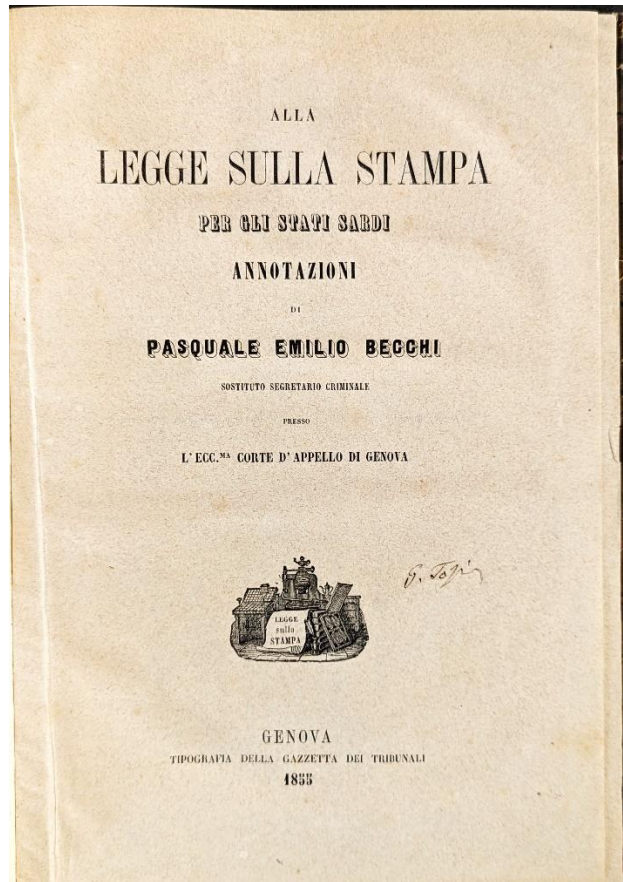 ALLA
LEGGE SULLA STAMPA
PER GLI STATI SARDI
ANNOTAZIONI
DI
PASQUALE EMILIO BECCHI
SOSTITUTO SEGRETARIO CRIMINALE
PRESSO
L'ECC.MA CORTE D'APPELLO DI GENOVA
G.
LEGGE
sulla
STAMPA
GENOVA
TIPOGRAFIA DELLA GAZZETTA DEI TRIBUNALI
1855